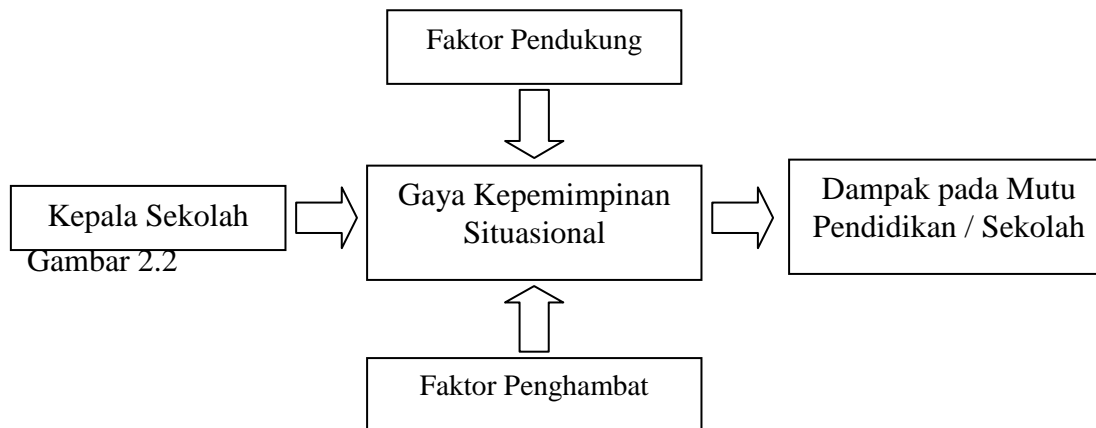 Faktor Pendukung
Kepala Sekolah
Gambar 2.2
Gaya Kepemimpinan
Situasional
Dampak pada Mutu
Pendidikan / Sekolah
Faktor Penghambat